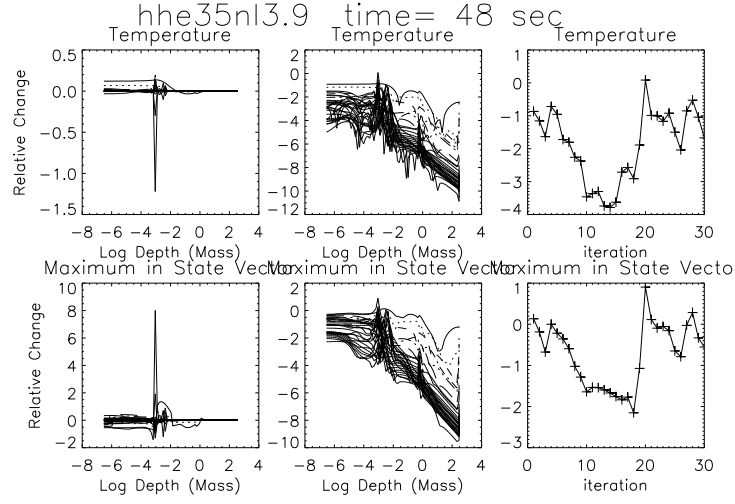 hhe35nl3.9 time= 48 sec
Temperature Temperature Temperature
Relative Change
0.5
0.0
−0.5
−1.0
−1.5
−8 −6 −4 −2 0 2 4
Log Depth (Mass)
2
0
−2
−4
−6
−8
−10
−12
−8 −6 −4 −2 0 2 4
Log Depth (Mass)
1
0
−1
−2
−3
−4
0 10 20 30
iteration
Maximum in State Vector
Maximum in State Vector
Maximum in State Vecto
Relative Change
10
8
6
4
2
0
−2
−8 −6 −4 −2 0 2 4
Log Depth (Mass)
2
0
−2
−4
−6
−8
−10
−8 −6 −4 −2 0 2 4
Log Depth (Mass)
1
0
−1
−2
−3
0 10 20 30
iteration